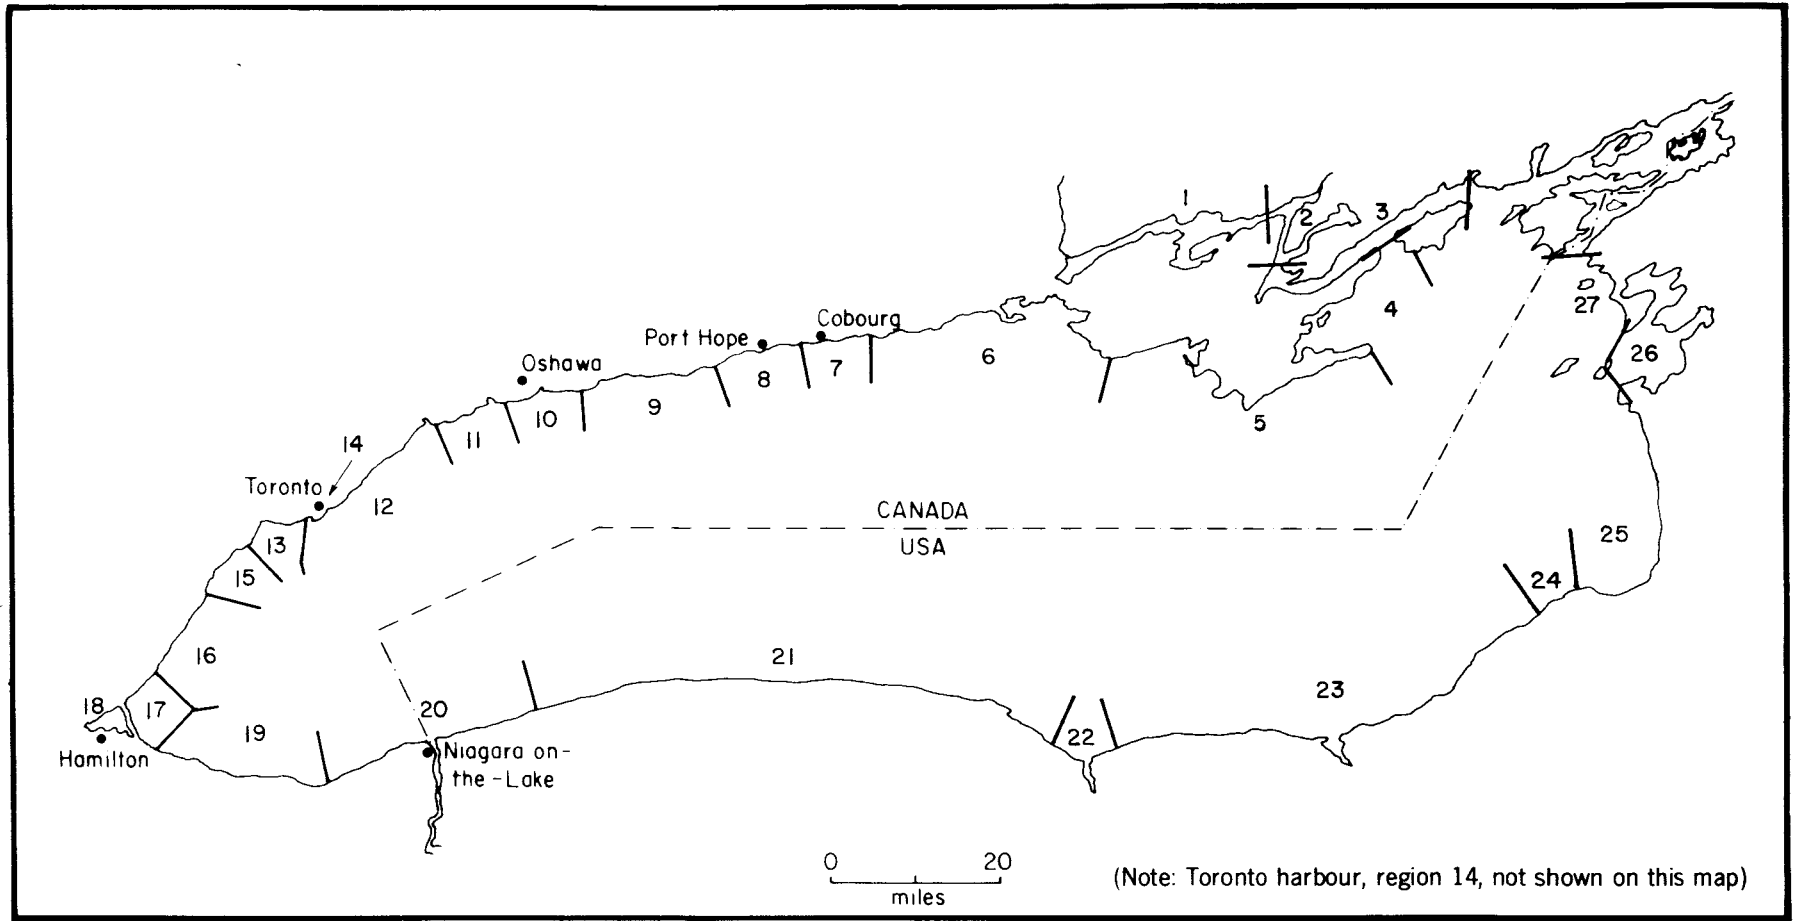 1
2
3
4
27
26
Port Hope
Cobourg
6
7
8
5
Oshawa
9
10
11
14
Toronto
12
13
15
CANADA
USA
25
24
16
21
23
18
17
19
20
22
Hamilton
Niagara on-
the-Lake
0 20
miles
(Note: Toronto harbour, region 14, not shown on this map)